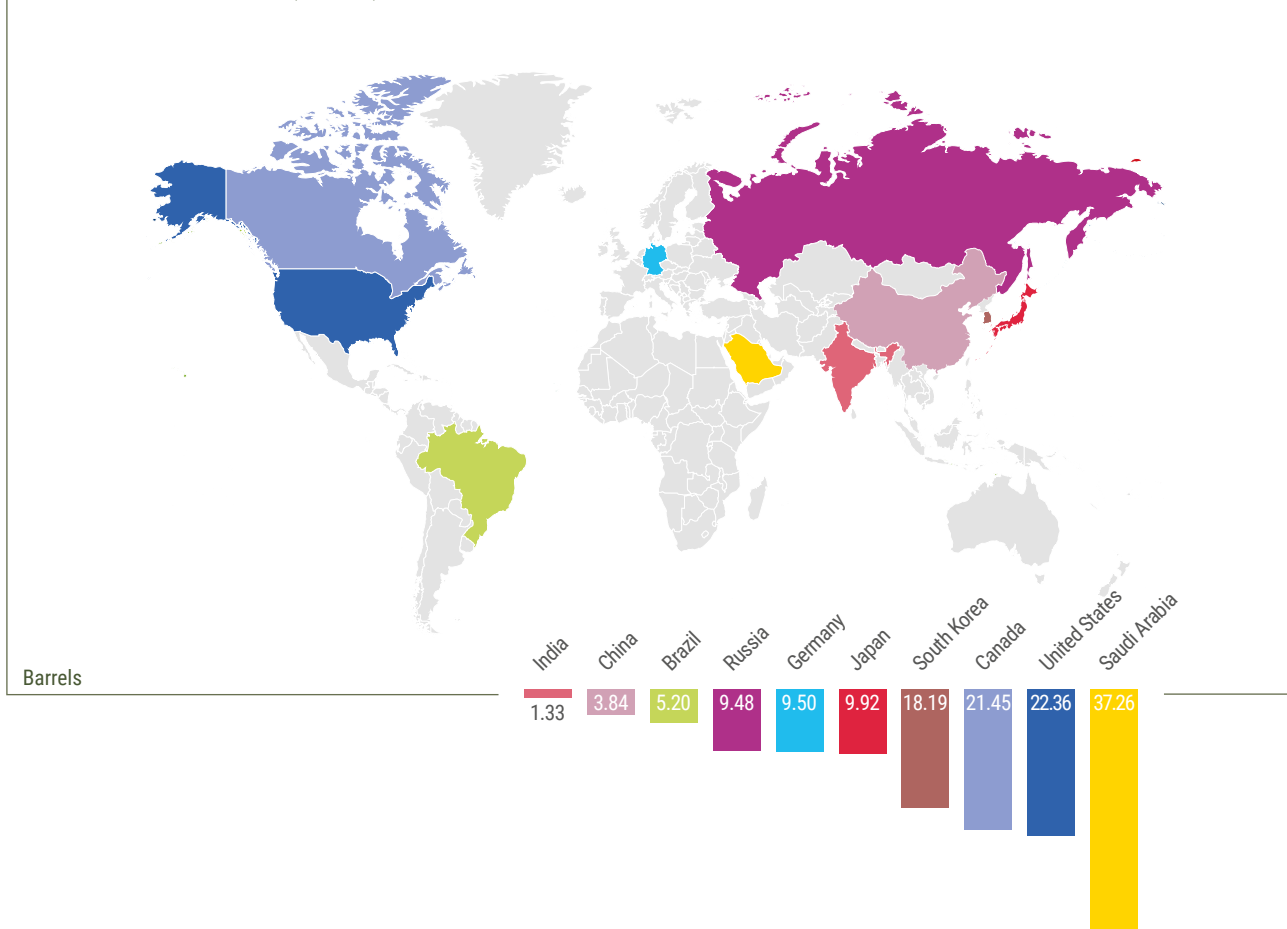 India
China
Brazil
Russia
Germany
Japan
South Korea
Canada
United States
Saudi Arabia
Barrels
1.33
3.84
5.20
9.48
9.50
9.92
18.19
21.45
22.36
37.26